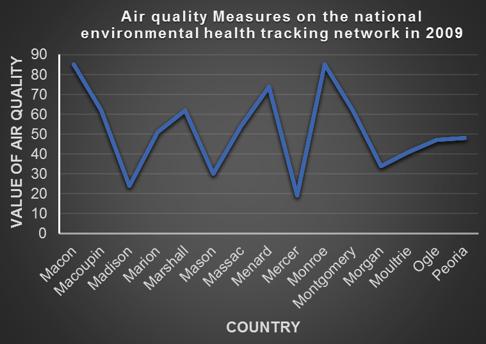 Air quality Measures on the national
environmental health tracking network in 2009
VALUE OF AIR QUALITY
90
80
70
60
50
40
30
20
10
0
Macon
Macoupin
Madison
Marion
Marshall
Mason
Massac
Menard
Mercer
Monroe
Montgomery
Morgan
Moultrie
Ogle
Peoria
COUNTRY